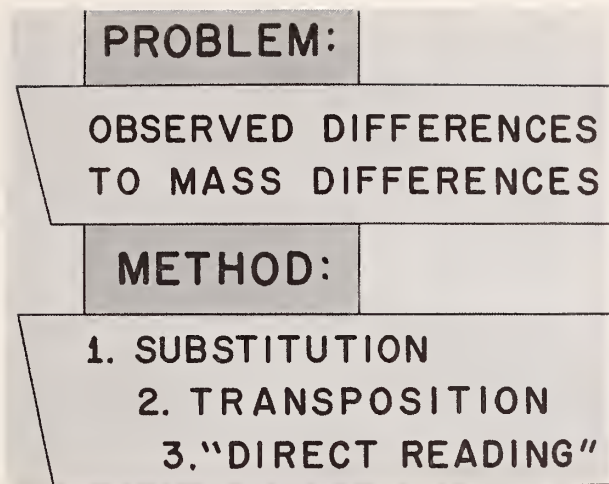 PROBLEM:
OBSERVED DIFFERENCES
TO MASS DIFFERENCES
METHOD:
1. SUBSTITUTION
2. TRANSPOSITION
3. "DIRECT READING"